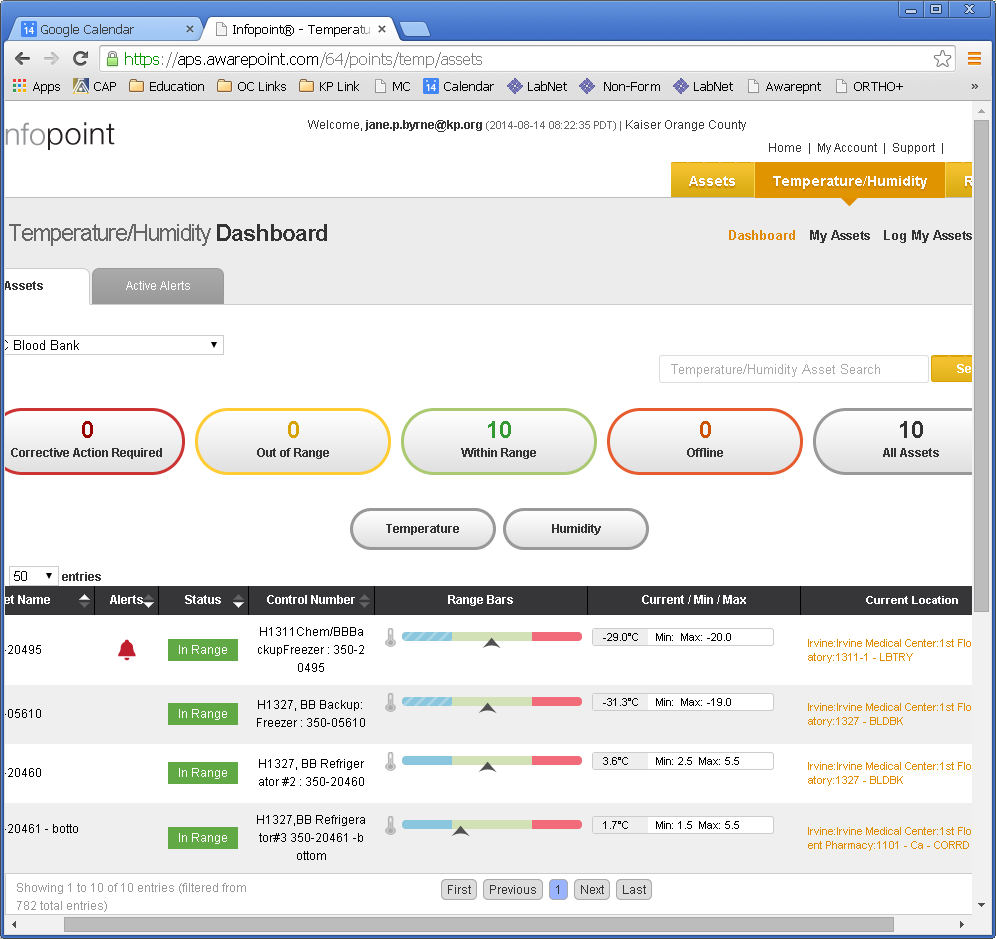 14 Google Calendar
Infopoint® - Temperatu
https://aps.awarepoint.com/64/points/temp/assets
Apps CAP Education OC Links KP Link MC 14 Calendar LabNet Non-Form LabNet Awarepnt ORTHO+ »
nfopoint
Welcome, jane.p.byrne@kp.org (2014-08-14 08:22:35 PDT) | Kaiser Orange County
Home | My Account | Support |
Assets Temperature/Humidity R
Temperature/Humidity Dashboard
Dashboard My Assets Log My Assets
Assets Active Alerts
C Blood Bank
Temperature/Humidity Asset Search Se
0 0 10 0 10
Corrective Action Required Out of Range Within Range Offline All Assets
Temperature Humidity
50 entries
et Name Alerts Status Control Number Range Bars Current / Min / Max Current Location
-20495 In Range
H1311Chem/BBBa
ckupFreezer : 350-2
0495
-29.0°C Min: Max: -20.0
Irvine:Irvine Medical Center:1st Flo
atory:1311-1 - LBTRY
-05610 In Range
H1327, BB Backup:
Freezer : 350-05610
-31.3°C Min: Max: -19.0
Irvine:Irvine Medical Center:1st Flo
atory:1327 - BLDBK
-20460 In Range
H1327, BB Refriger
ator #2 : 350-20460
3.6°C Min: 2.5 Max: 5.5
Irvine:Irvine Medical Center:1st Flo
atory:1327 - BLDBK
-20461 - botto In Range
H1327,BB Refrigera
tor#3 350-20461 -b
ottom
1.7°C Min: 1.5 Max: 5.5
Irvine:Irvine Medical Center:1st Flo
ent Pharmacy:1101 - Ca - CORRD
Showing 1 to 10 of 10 entries (filtered from
782 total entries)
First Previous 1 Next Last